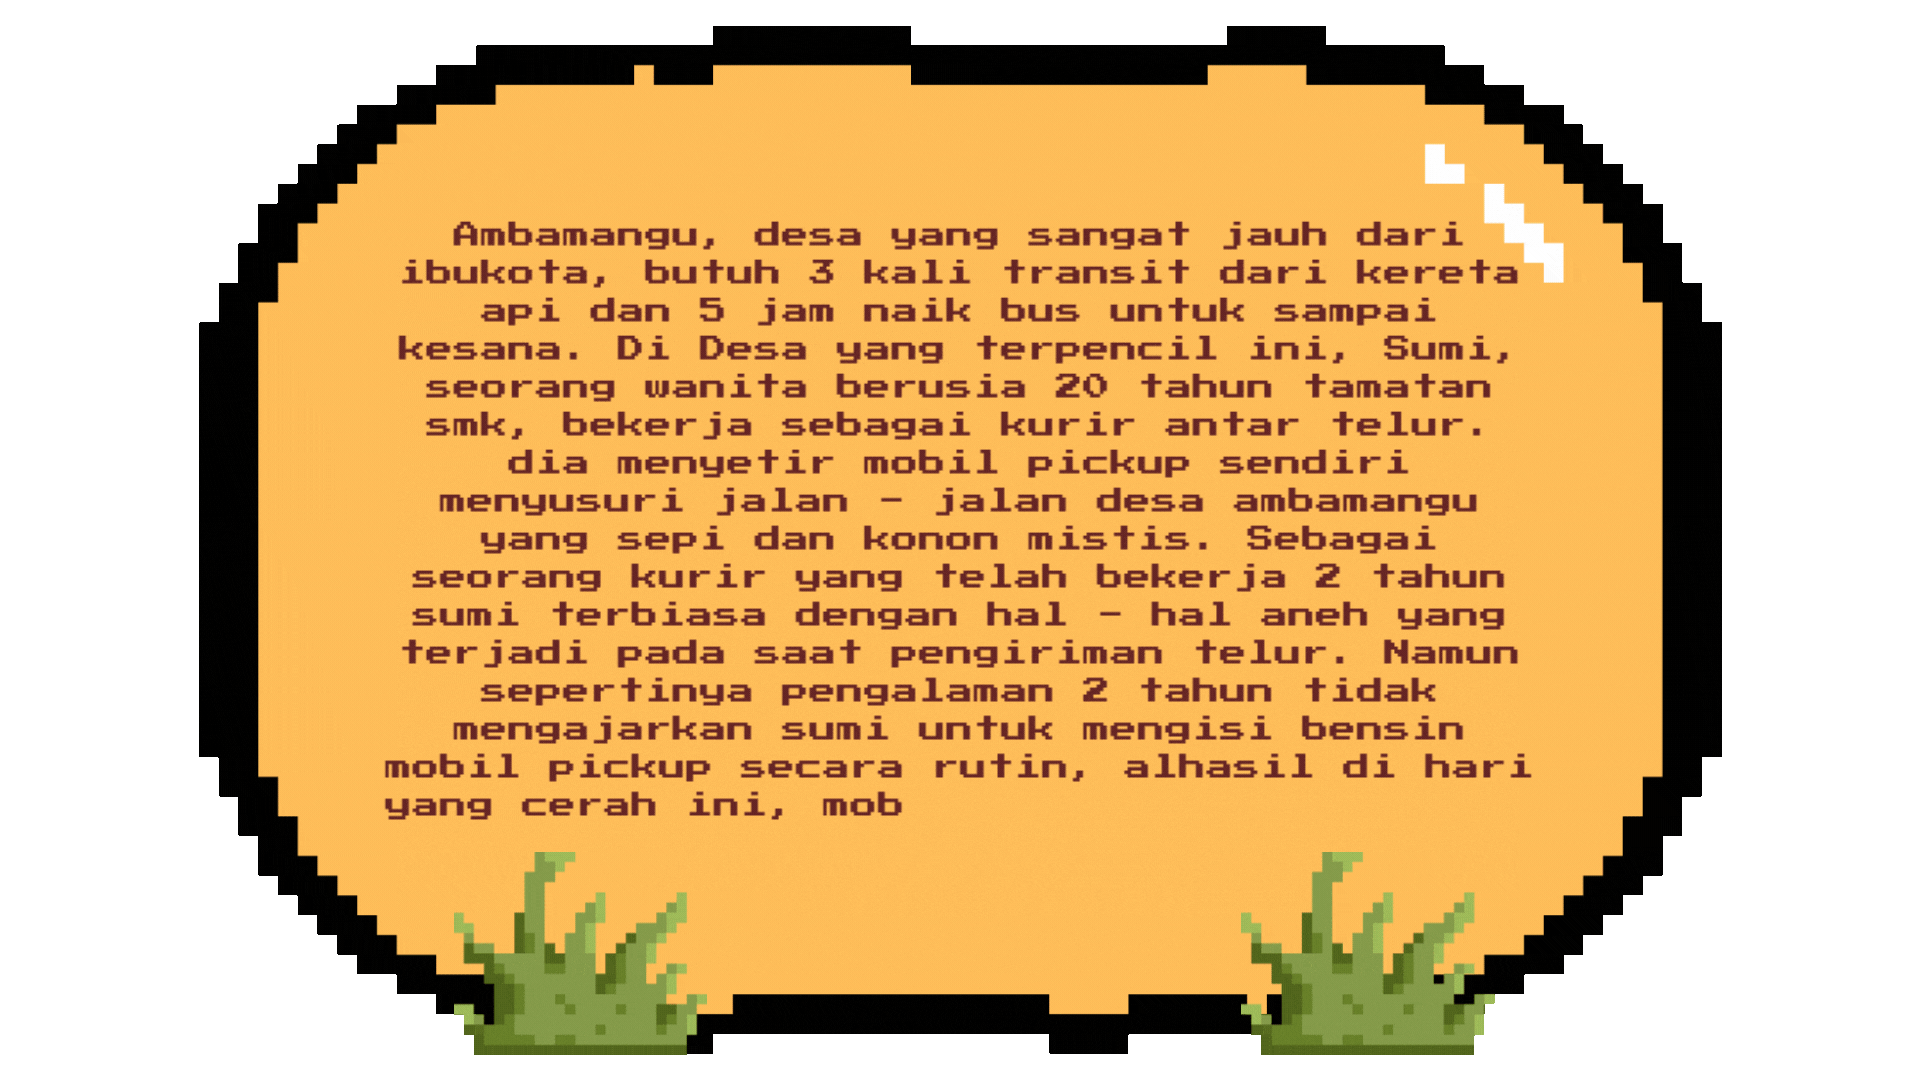 Ambamangu, desa yang sangat jauh dari
ibukota, butuh 3 kali transit dari kereta
api dan 5 jam naik bus untuk sampai
kesana. Di Desa yang terpencil ini, Sumi,
seorang wanita berusia 20 tahun tamatan
smk, bekerja sebagai kurir antar telur.
dia menyetir mobil pickup sendiri
menyusuri jalan - jalan desa ambamangu
yang sepi dan konon mistis. Sebagai
seorang kurir yang telah bekerja 2 tahun
sumi terbiasa dengan hal - hal aneh yang
terjadi pada saat pengiriman telur. Namun
sepertinya pengalaman 2 tahun tidak
mengajarkan sumi untuk mengisi bensin
mobil pickup secara rutin, alhasil di hari
yang cerah ini, mob